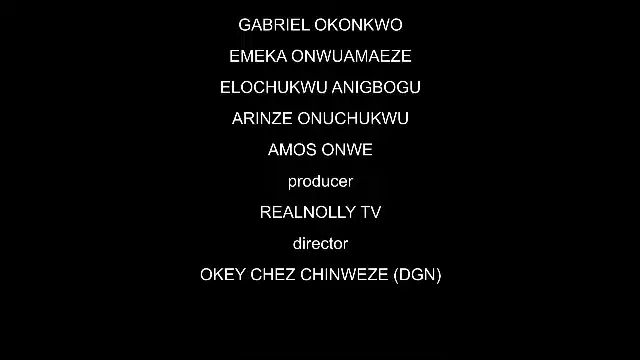 GABRIEL OKONKWO
EMEKA ONWUAMAEZE
ELOCHUKWU ANIGBOGU
ARINZE ONUCHUKWU
AMOS ONWE
producer
REALNOLLY TV
director
OKEY CHEZ CHINWEZE (DGN)